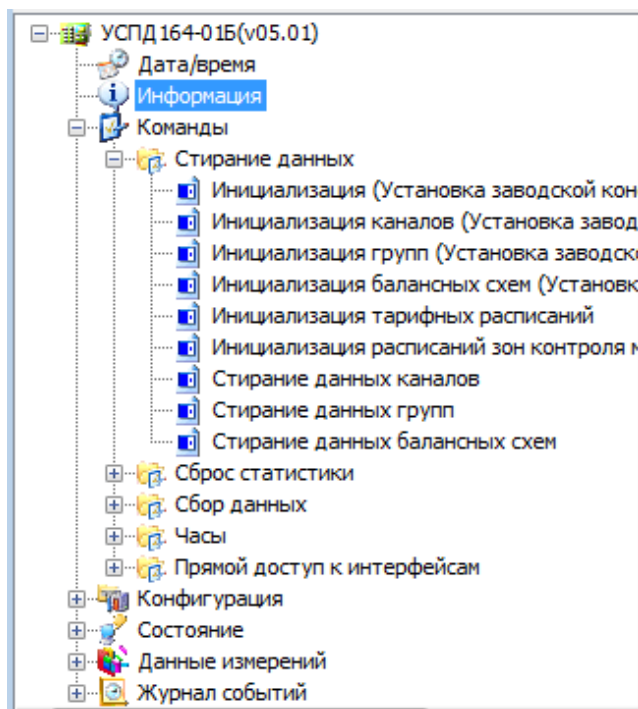 УСПД164-01Б(v05.01)
Дата/время
Информация
Команды
Стирание данных
Инициализация (Установка заводской кон
Инициализация каналов (Установка завод
Инициализация групп (Установка заводск
Инициализация балансных схем (Установк
Инициализация тарифных расписаний
Инициализация расписаний зон контроля м
Стирание данных каналов
Стирание данных групп
Стирание данных балансных схем
Сброс статистики
Сбор данных
Часы
Прямой доступ к интерфейсам
Конфигурация
Состояние
Данные измерений
Журнал событий